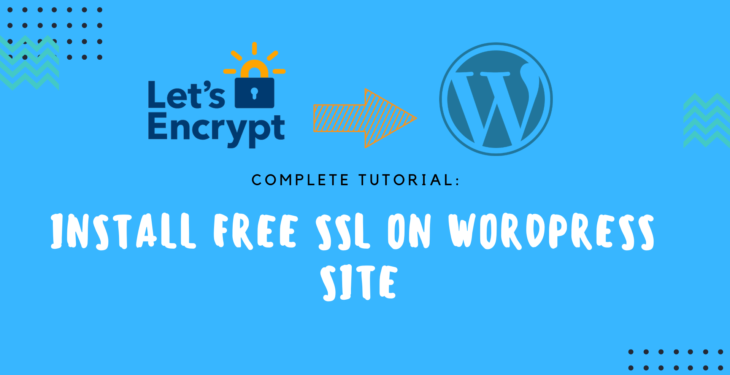 Let's
Encrypt
W
COMPLETE TUTORIAL:
INSTALL FREE SSL ON WORDPRESS
SITE